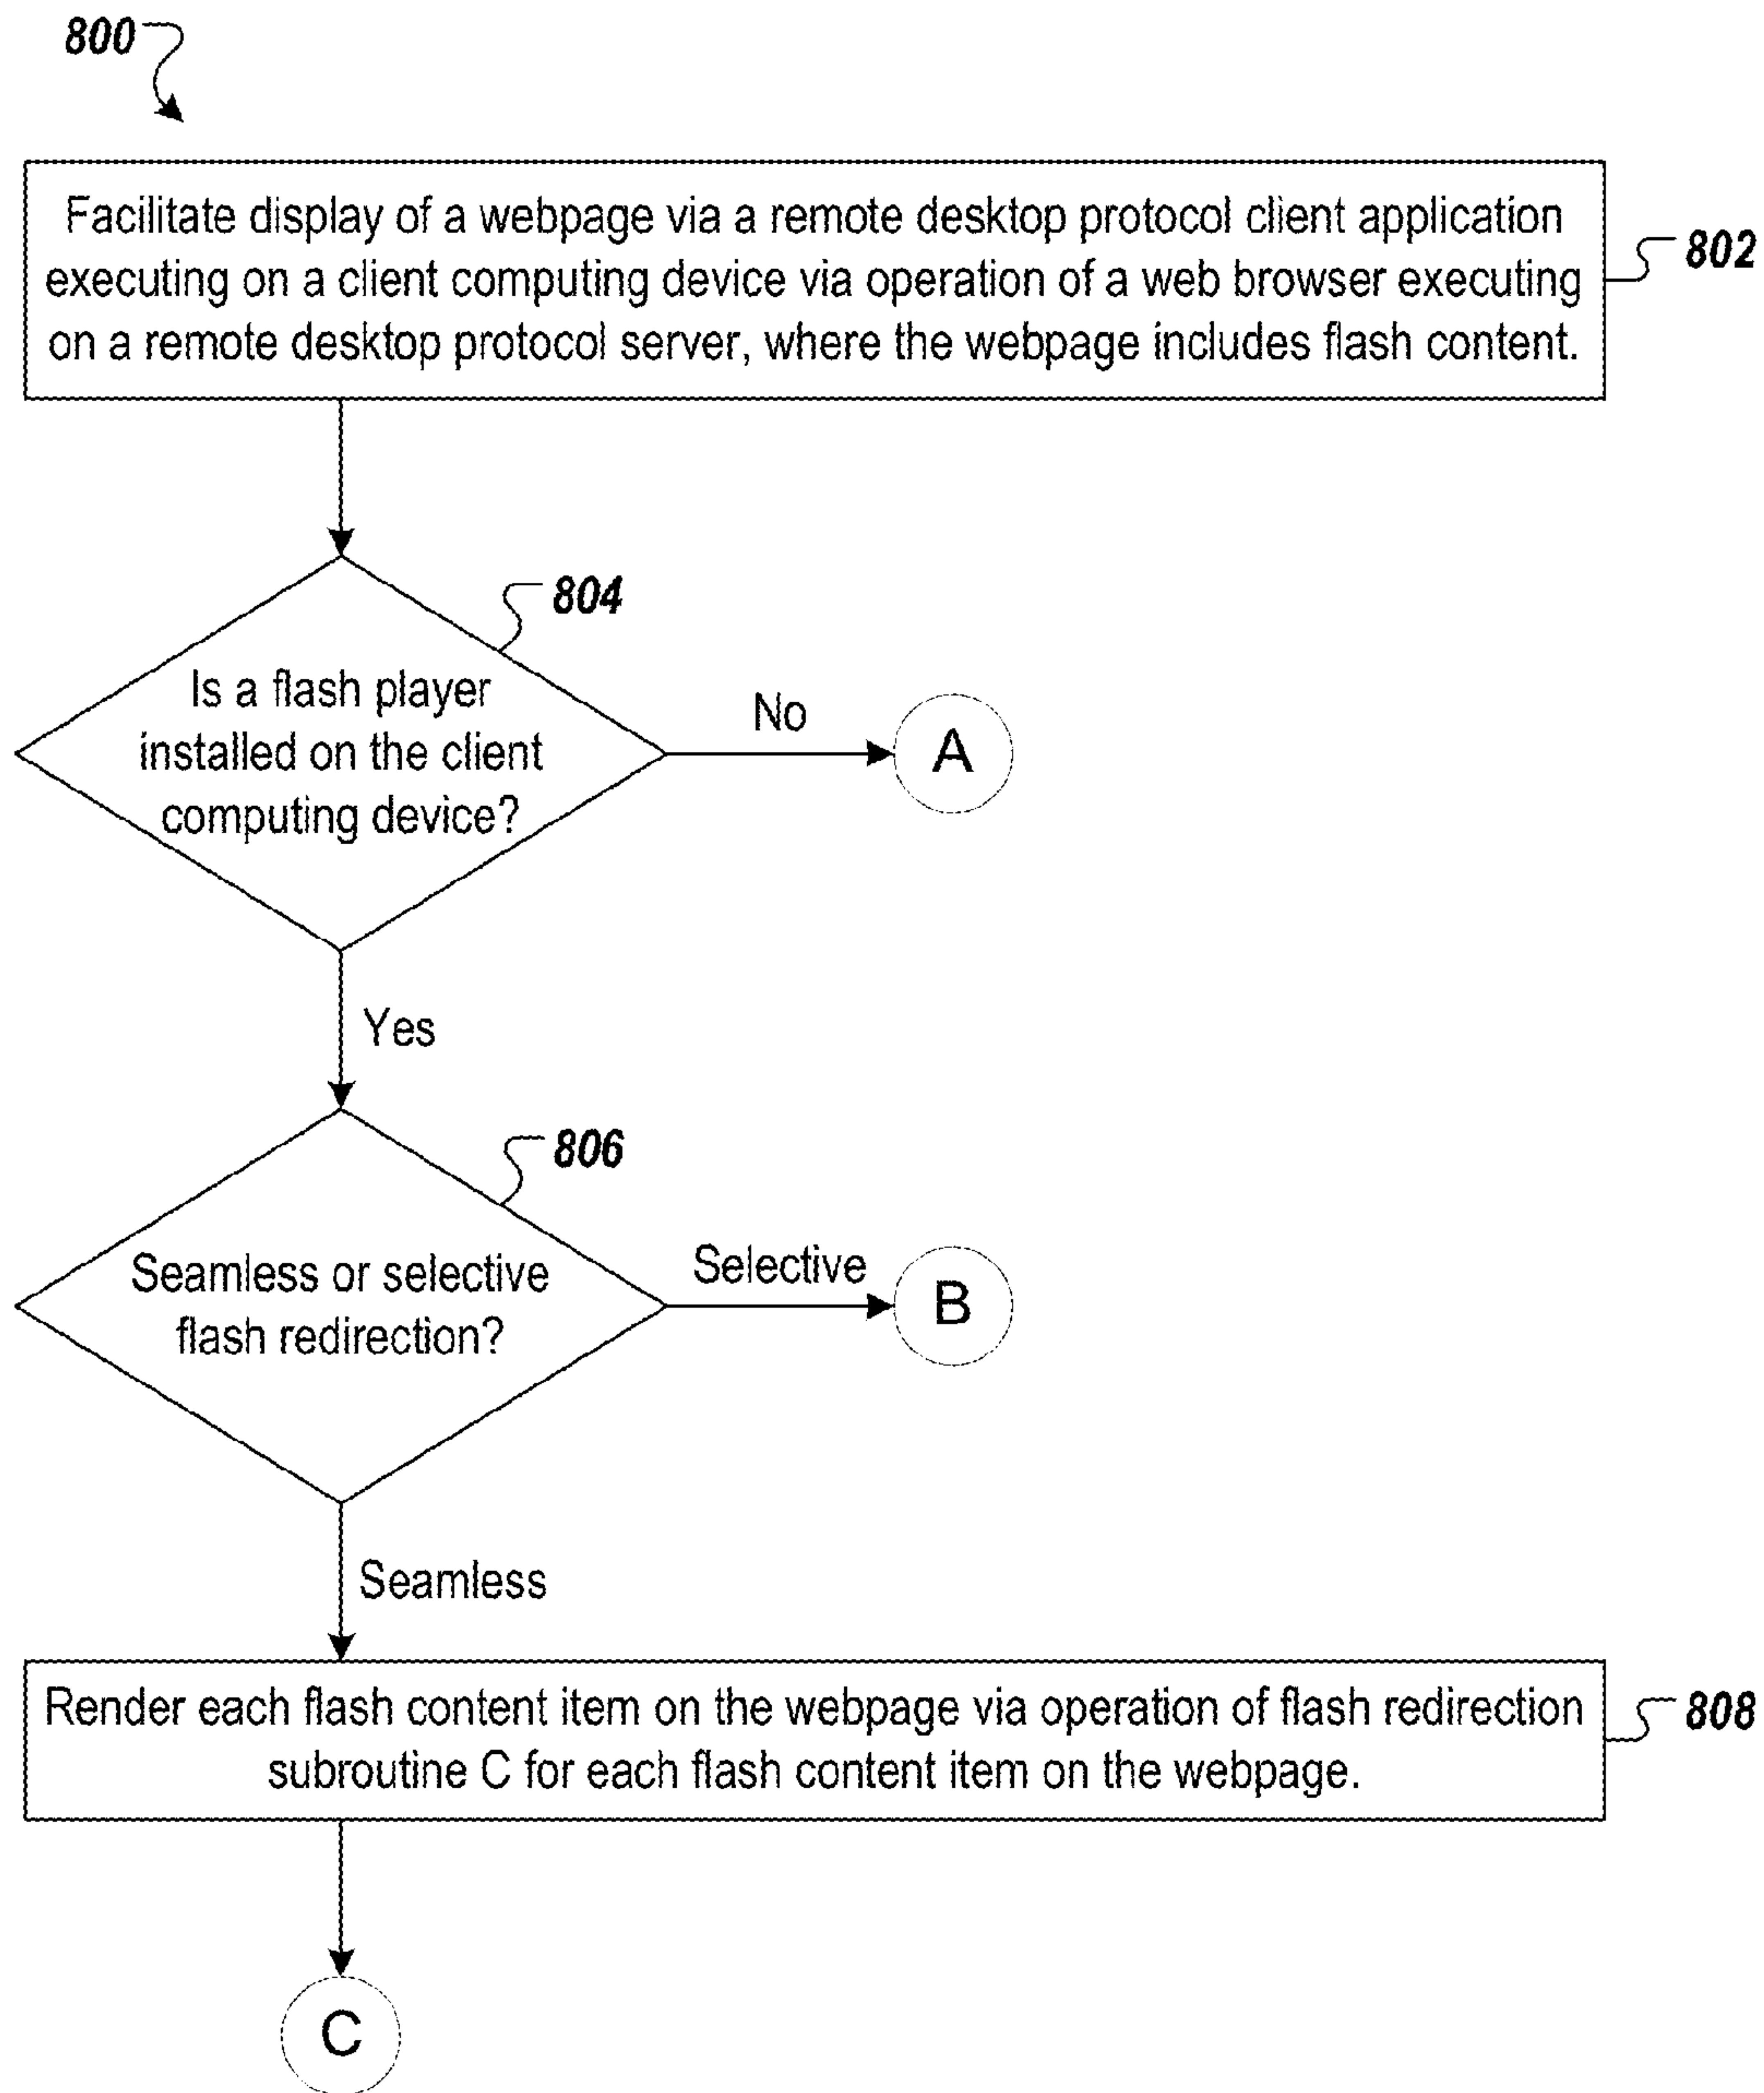 800
Facilitate display of a webpage via a remote desktop protocol client application
executing on a client computing device via operation of a web browser executing
on a remote desktop protocol server, where the webpage includes flash content.
802
804
Is a flash player
installed on the client
computing device?
No
A
Yes
806
Seamless or selective
flash redirection?
Selective
B
Seamless
Render each flash content item on the webpage via operation of flash redirection
subroutine C for each flash content item on the webpage.
808
C